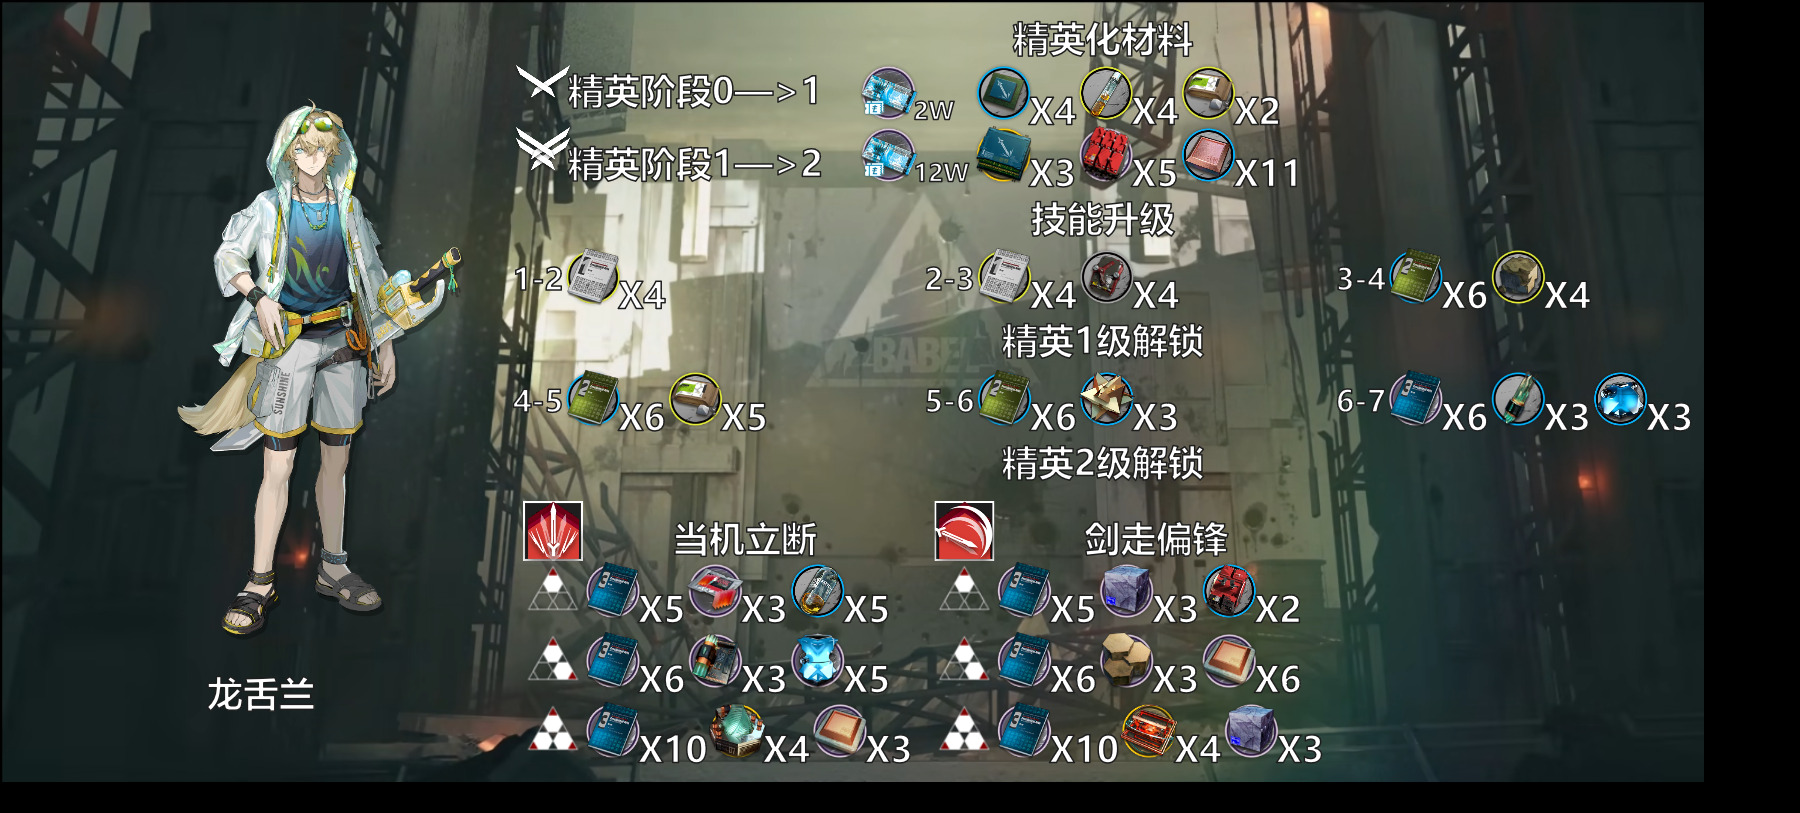 精英化材料
精英阶段0—>1 2W X4 X4 X2
精英阶段1—>2 12W X3 X5 X11
技能升级
1-2 X4 2-3 X4 X4 3-4 X6 X4
精英1级解锁
BABEL
4-5 X6 X5 5-6 X6 X3 6-7 X6 X3 X3
SUNSHINE
精英2级解锁
当机立断 剑走偏锋
X5 X3 X5 X5 X3 X2
X6 X3 X5 X6 X3 X6
龙舌兰
X10 X4 X3 X10 X4 X3